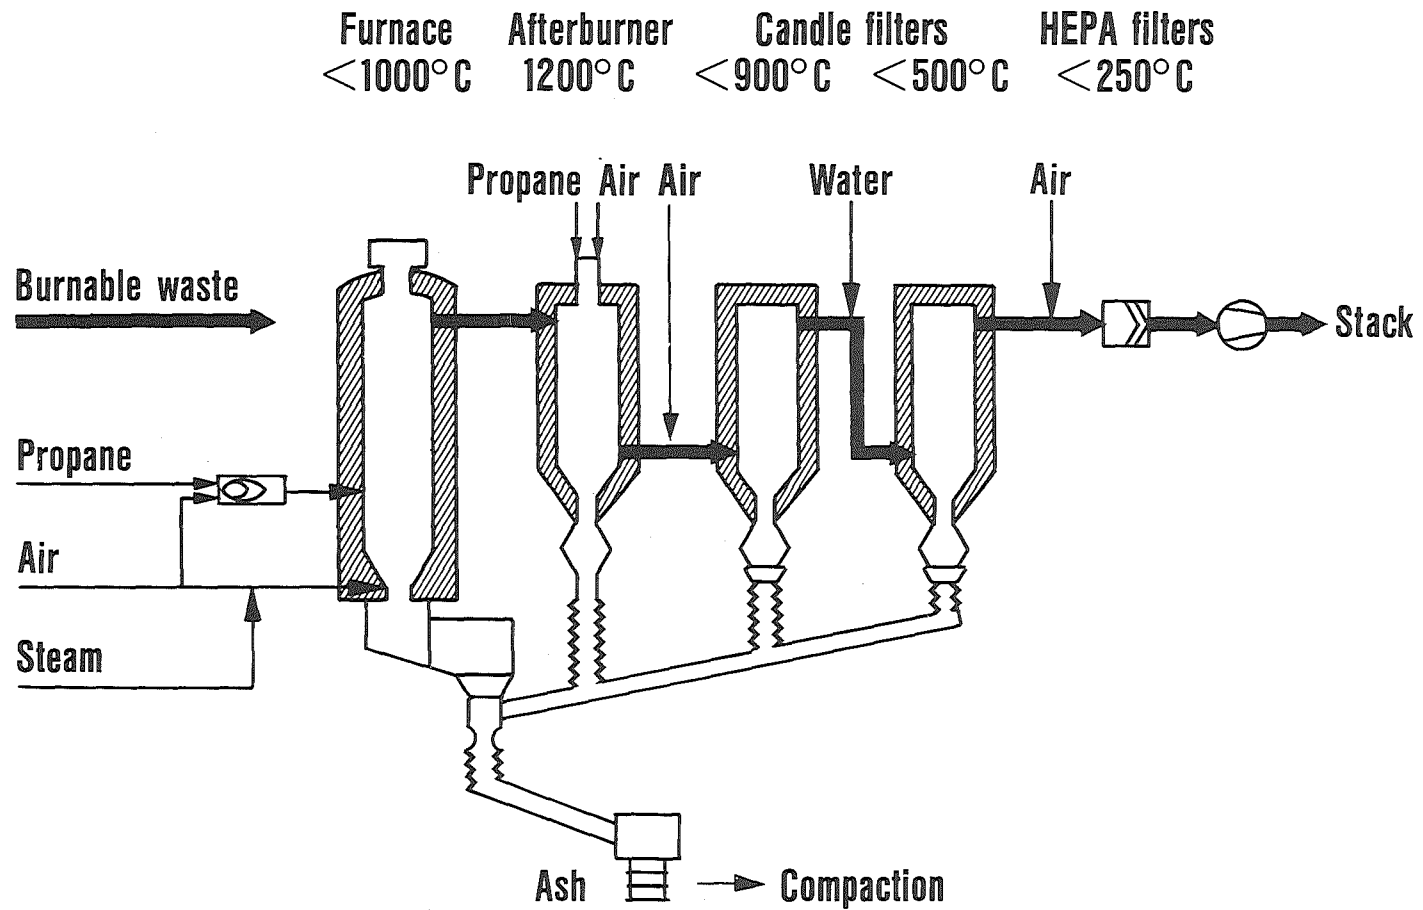 Furnace
<1000°C
Afterburner
1200°C
Candle filters
<900°C <500°C
HEPA filters
<250°C
Propane Air Air
Water
Air
Burnable waste
Stack
Propane
Air
Steam
Ash
Compaction